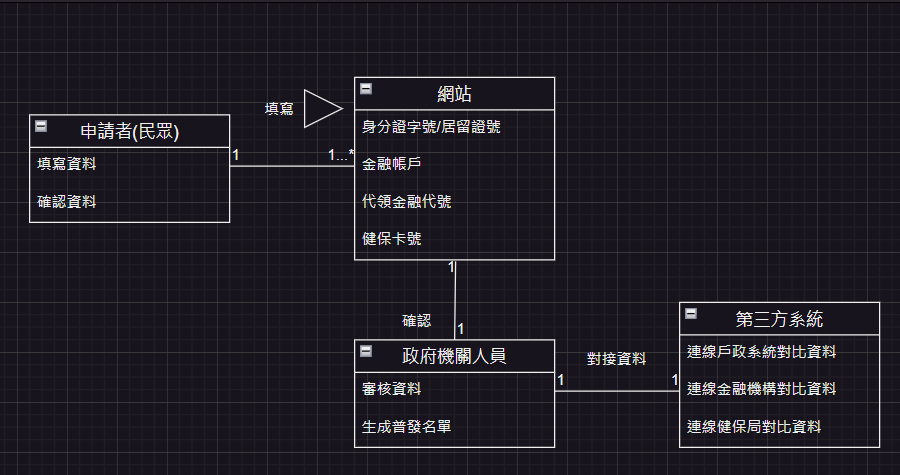 填寫
網站
身分證字號/居留證號
金融帳戶
代領金融代號
健保卡號
申請者(民眾)
填寫資料
確認資料
1
1...*
1
確認
1
政府機關人員
審核資料
生成普發名單
對接資料
1
1
第三方系統
連線戶政系統對比資料
連線金融機構對比資料
連線健保局對比資料